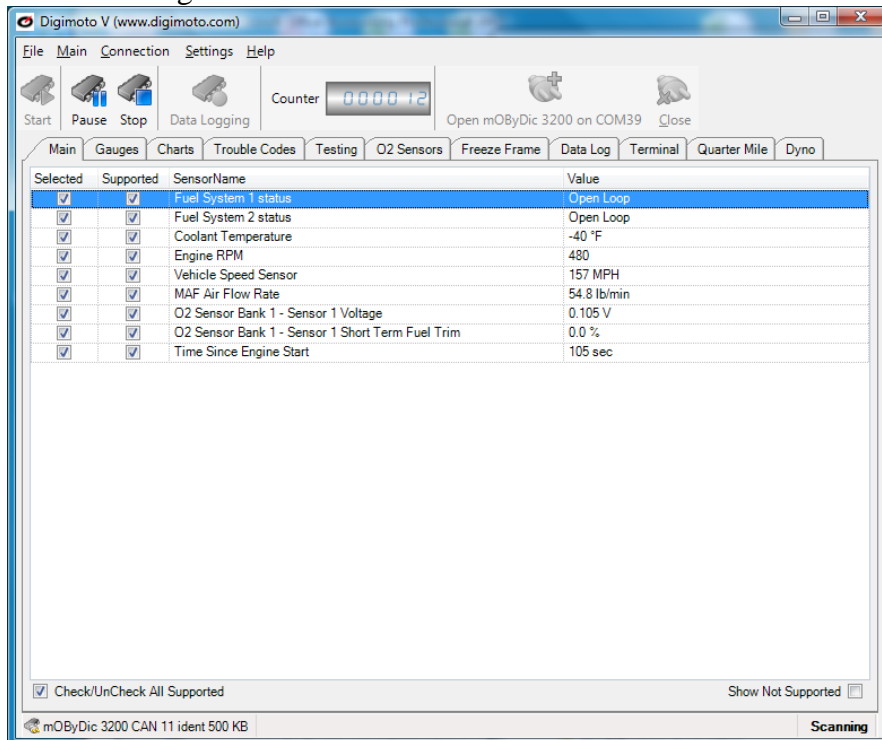 Digimoto V (www.digimoto.com)
File Main Connection Settings Help
Counter 000012
Start Pause Stop Data Logging Open mOByDic 3200 on COM39 Close
Main Gauges Charts Trouble Codes Testing O2 Sensors Freeze Frame Data Log Terminal Quarter Mile Dyno
Selected Supported SensorName Value
Fuel System 1 status Open Loop
Fuel System 2 status Open Loop
Coolant Temperature -40 °F
Engine RPM 480
Vehicle Speed Sensor 157 MPH
MAF Air Flow Rate 54.8 lb/min
O2 Sensor Bank 1 - Sensor 1 Voltage 0.105 V
O2 Sensor Bank 1 - Sensor 1 Short Term Fuel Trim 0.0 %
Time Since Engine Start 105 sec
Check/UnCheck All Supported Show Not Supported
mOByDic 3200 CAN 11 ident 500 KB Scanning